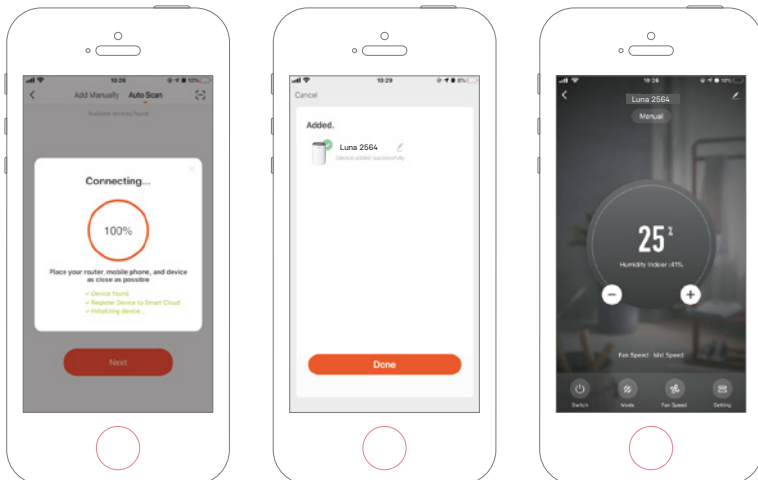 10:26
10%
Add Manually Auto Scan
Available devices found
Connecting...
100%
Place your router, mobile phone, and device
as close as possible
✓ Device found
✓ Register Device to Smart Cloud
✓ Initializing device...
Next
10:29
8%
Cancel
Added.
Luna 2564
Device added successfully
Done
10:26
10%
Luna 2564
Manual
25%
Humidity Indoor :41%
Fan Speed : Mid Speed
Switch Mode Fan Speed Setting